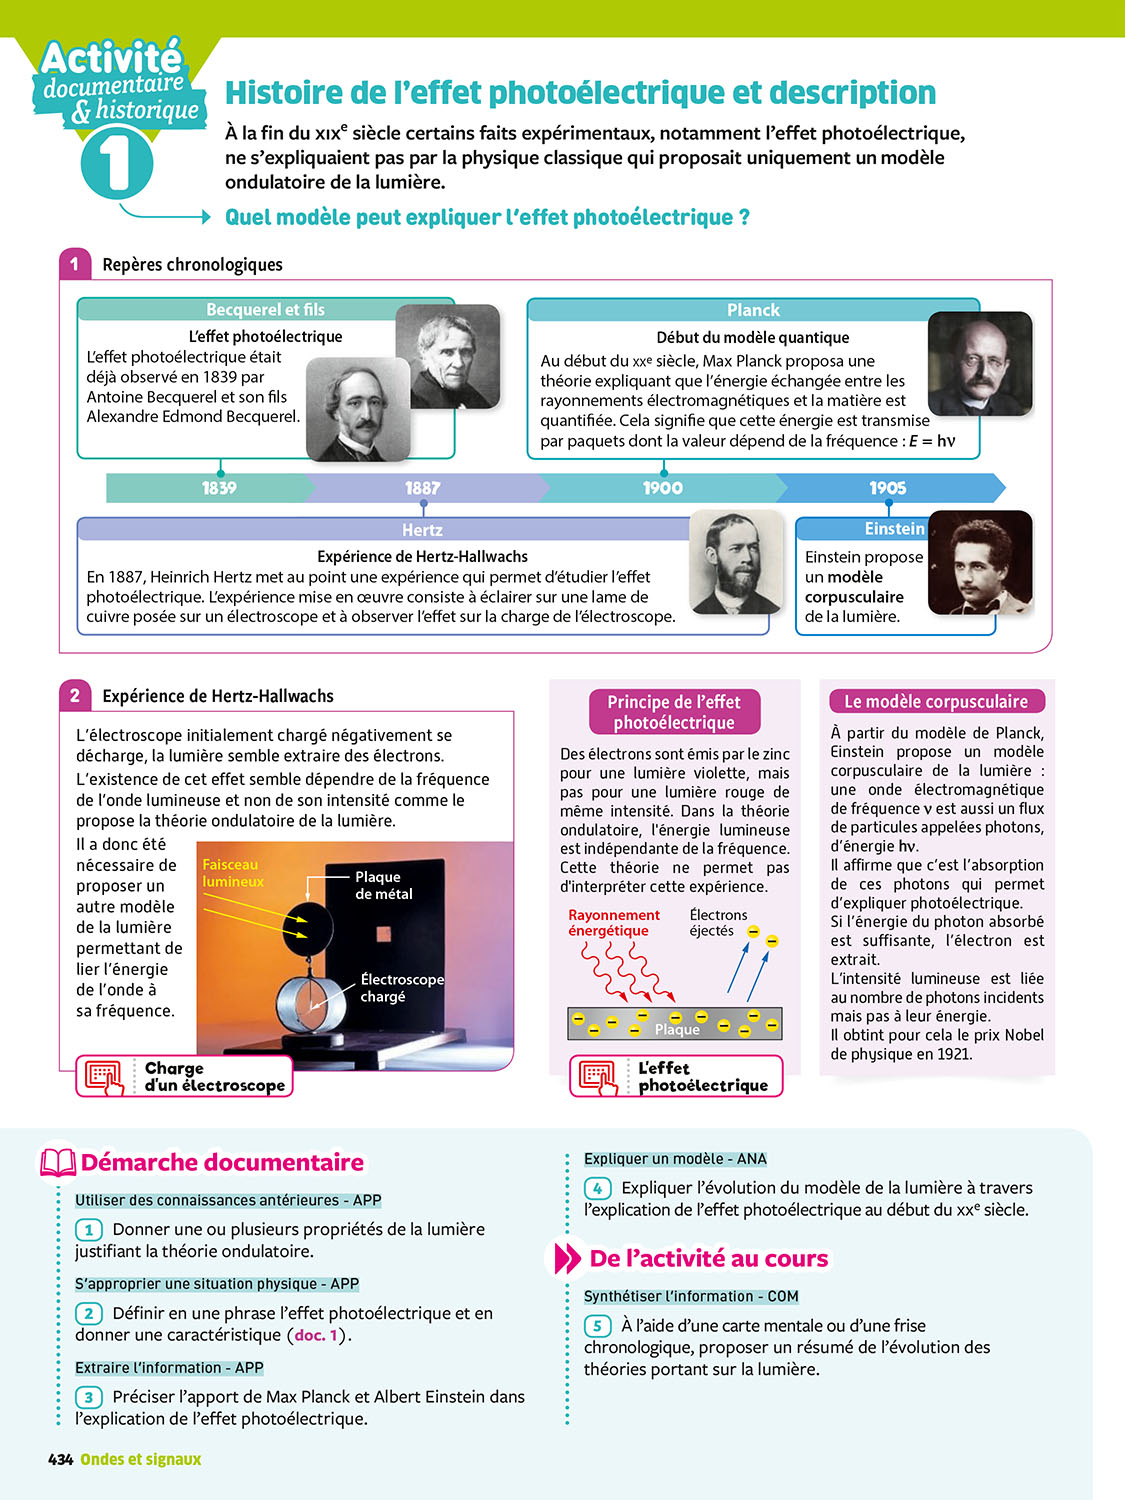 Activité
documentaire
& historique
1
Histoire de l'effet photoélectrique et description
À la fin du XIXe siècle certains faits expérimentaux, notamment l'effet photoélectrique,
ne s'expliquaient pas par la physique classique qui proposait uniquement un modèle
ondulatoire de la lumière.
Quel modèle peut expliquer l'effet photoélectrique ?
1 Repères chronologiques
Becquerel et fils
L'effet photoélectrique
L'effet photoélectrique était
déjà observé en 1839 par
Antoine Becquerel et son fils
Alexandre Edmond Becquerel.
Planck
Début du modèle quantique
Au début du XXe siècle, Max Planck proposa une
théorie expliquant que l'énergie échangée entre les
rayonnements électromagnétiques et la matière est
quantifiée. Cela signifie que cette énergie est transmise
par paquets dont la valeur dépend de la fréquence : E = hν
1839 1887 1900 1905
Hertz
Expérience de Hertz-Hallwachs
En 1887, Heinrich Hertz met au point une expérience qui permet d'étudier l'effet
photoélectrique. L'expérience mise en œuvre consiste à éclairer sur une lame de
cuivre posée sur un électroscope et à observer l'effet sur la charge de l'électroscope.
Einstein
Einstein propose
un modèle
corpusculaire
de la lumière.
2 Expérience de Hertz-Hallwachs
L'électroscope initialement chargé négativement se
décharge, la lumière semble extraire des électrons.
L'existence de cet effet semble dépendre de la fréquence
de l'onde lumineuse et non de son intensité comme le
propose la théorie ondulatoire de la lumière.
Il a donc été
nécessaire de
proposer un
autre modèle
de la lumière
permettant de
lier l'énergie
de l'onde à
sa fréquence.
Faisceau
lumineux
Plaque
de métal
Électroscope
chargé
Charge
d'un électroscope
Principe de l'effet
photoélectrique
Des électrons sont émis par le zinc
pour une lumière violette, mais
pas pour une lumière rouge de
même intensité. Dans la théorie
ondulatoire, l'énergie lumineuse
est indépendante de la fréquence.
Cette théorie ne permet pas
d'interpréter cette expérience.
Rayonnement
énergétique
Électrons
éjectés
Plaque
L'effet
photoélectrique
Le modèle corpusculaire
À partir du modèle de Planck,
Einstein propose un modèle
corpusculaire de la lumière :
une onde électromagnétique
de fréquence ν est aussi un flux
de particules appelées photons,
d'énergie hν.
Il affirme que c'est l'absorption
de ces photons qui permet
d'expliquer photoélectrique.
Si l'énergie du photon absorbé
est suffisante, l'électron est
extrait.
L'intensité lumineuse est liée
au nombre de photons incidents
mais pas à leur énergie.
Il obtint pour cela le prix Nobel
de physique en 1921.
Démarche documentaire
Utiliser des connaissances antérieures - APP
1 Donner une ou plusieurs propriétés de la lumière
justifiant la théorie ondulatoire.
S'approprier une situation physique - APP
2 Définir en une phrase l'effet photoélectrique et en
donner une caractéristique (doc. 1).
Extraire l'information - APP
3 Préciser l'apport de Max Planck et Albert Einstein dans
l'explication de l'effet photoélectrique.
Expliquer un modèle - ANA
4 Expliquer l'évolution du modèle de la lumière à travers
l'explication de l'effet photoélectrique au début du XXe siècle.
De l'activité au cours
Synthétiser l'information - COM
5 À l'aide d'une carte mentale ou d'une frise
chronologique, proposer un résumé de l'évolution des
théories portant sur la lumière.
434 Ondes et signaux